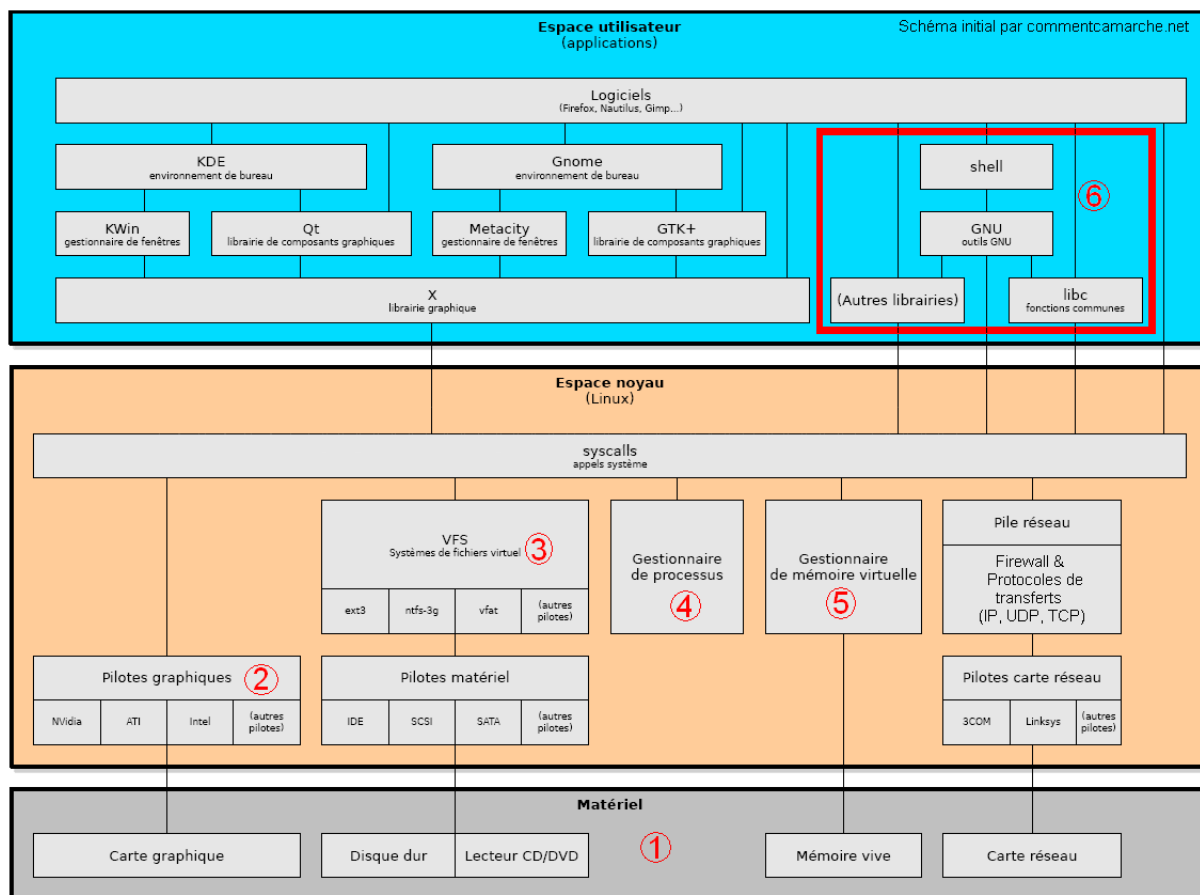 Espace utilisateur
(applications)
Schéma initial par commentcamarche.net
Logiciels
(Firefox, Nautilus, Gimp...)
KDE
environnement de bureau
Gnome
environnement de bureau
shell
⑥
KWin
gestionnaire de fenêtres
Qt
librairie de composants graphiques
Metacity
gestionnaire de fenêtres
GTK+
librairie de composants graphiques
GNU
outils GNU
X
librairie graphique
(Autres librairies)
libc
fonctions communes
Espace noyau
(Linux)
syscalls
appels système
VFS
Systèmes de fichiers virtuel
③
ext3
ntfs-3g
vfat
(autres
pilotes)
Gestionnaire
de processus
④
Gestionnaire
de mémoire virtuelle
⑤
Pile réseau
Firewall &
Protocoles de
transferts
(IP, UDP, TCP)
Pilotes graphiques
②
NVidia
ATI
Intel
(autres
pilotes)
Pilotes matériel
IDE
SCSI
SATA
(autres
pilotes)
Pilotes carte réseau
3COM
Linksys
(autres
pilotes)
Matériel
Carte graphique
Disque dur
Lecteur CD/DVD
①
Mémoire vive
Carte réseau